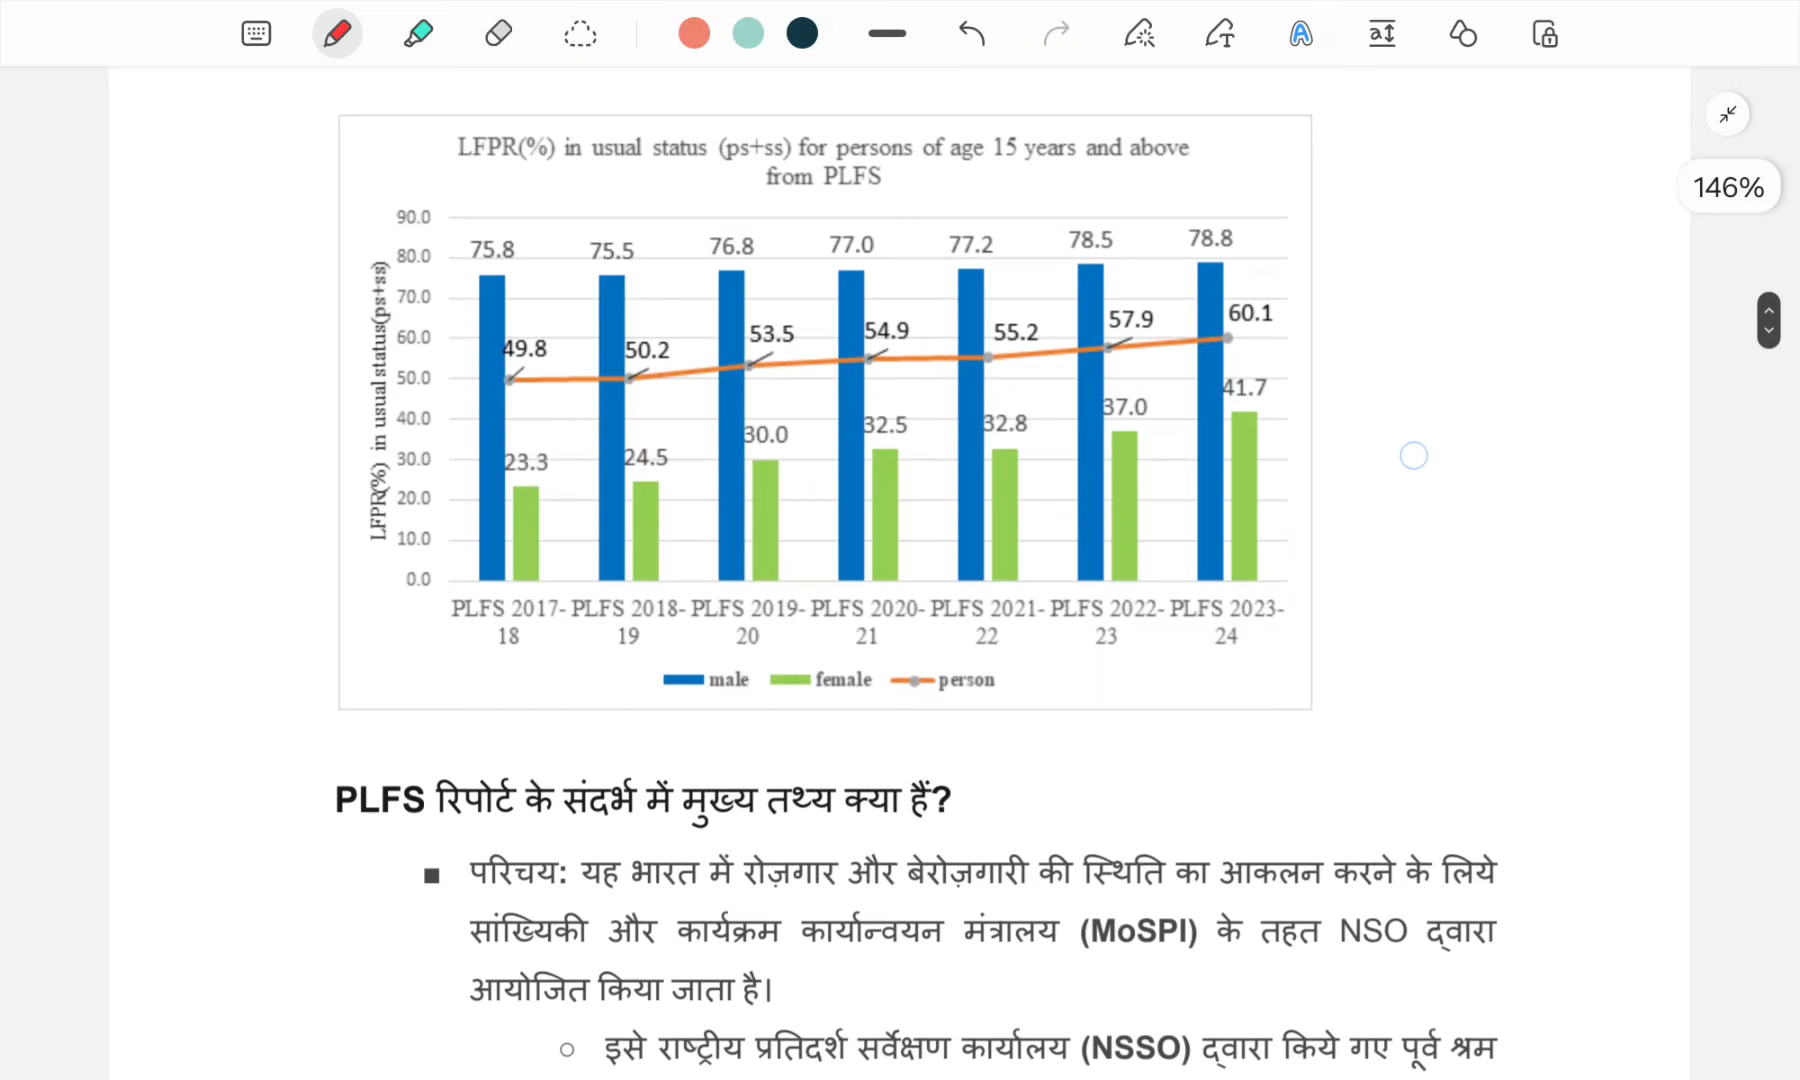 146%
LFPR(%) in usual status (ps+ss) for persons of age 15 years and above
from PLFS
LFPR(%) in usual status(ps+ss)
90.0
80.0
70.0
60.0
50.0
40.0
30.0
20.0
10.0
0.0
75.8 75.5 76.8 77.0 77.2 78.5 78.8
49.8 50.2 53.5 54.9 55.2 57.9 60.1
23.3 24.5 30.0 32.5 32.8 37.0 41.7
PLFS 2017- PLFS 2018- PLFS 2019- PLFS 2020- PLFS 2021- PLFS 2022- PLFS 2023-
18 19 20 21 22 23 24
male female person
PLFS रिपोर्ट के संदर्भ में मुख्य तथ्य क्या हैं?
■ परिचय: यह भारत में रोज़गार और बेरोज़गारी की स्थिति का आकलन करने के लिये
सांख्यिकी और कार्यक्रम कार्यान्वयन मंत्रालय (MoSPI) के तहत NSO द्वारा
आयोजित किया जाता है।
○ इसे राष्ट्रीय प्रतिदर्श सर्वेक्षण कार्यालय (NSSO) द्वारा किये गए पूर्व श्रम